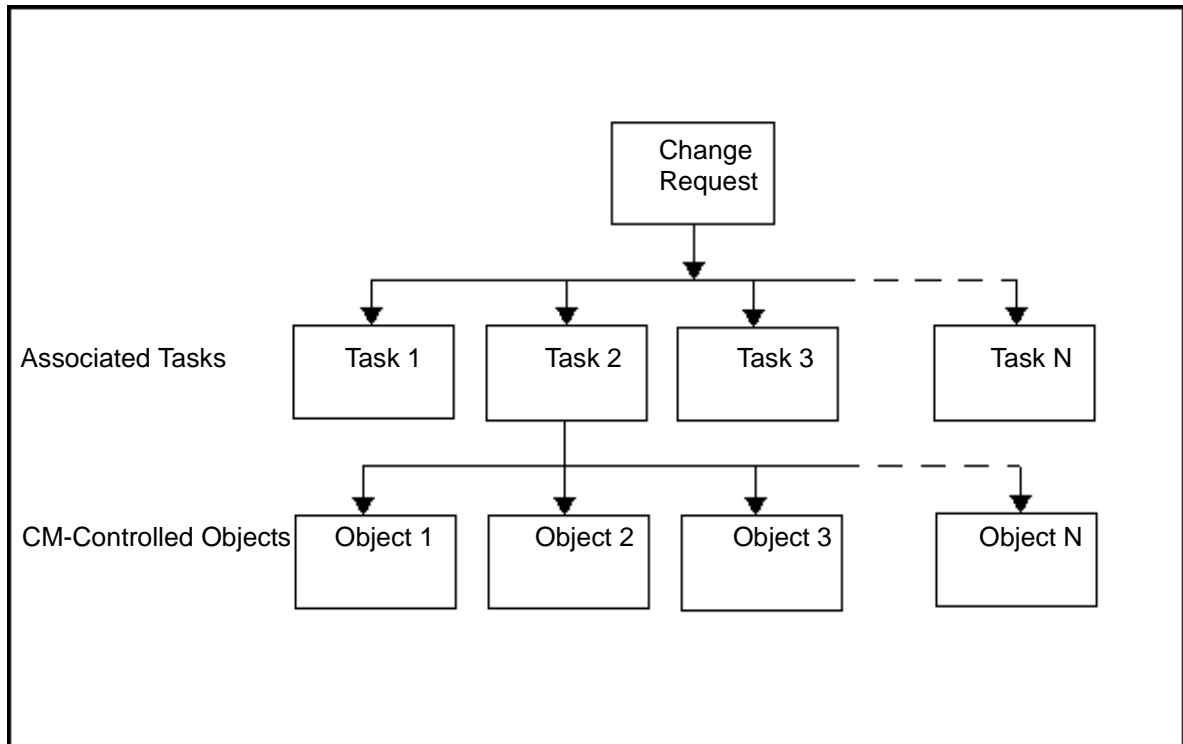 Change
Request
Associated Tasks
Task 1
Task 2
Task 3
Task N
CM-Controlled Objects
Object 1
Object 2
Object 3
Object N